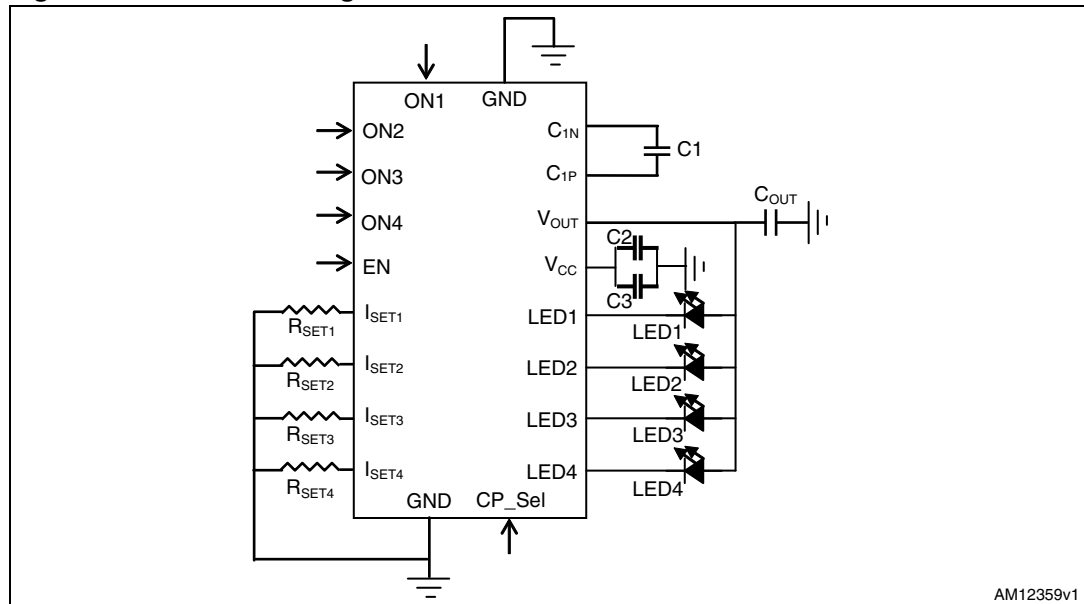 ON1
GND
ON2
C1N
C1
ON3
C1P
ON4
VOUT
COUT
EN
VCC
C2
C3
ISET1
RSET1
LED1
LED1
ISET2
RSET2
LED2
LED2
ISET3
RSET3
LED3
LED3
ISET4
RSET4
LED4
LED4
GND
CP_Sel
AM12359v1